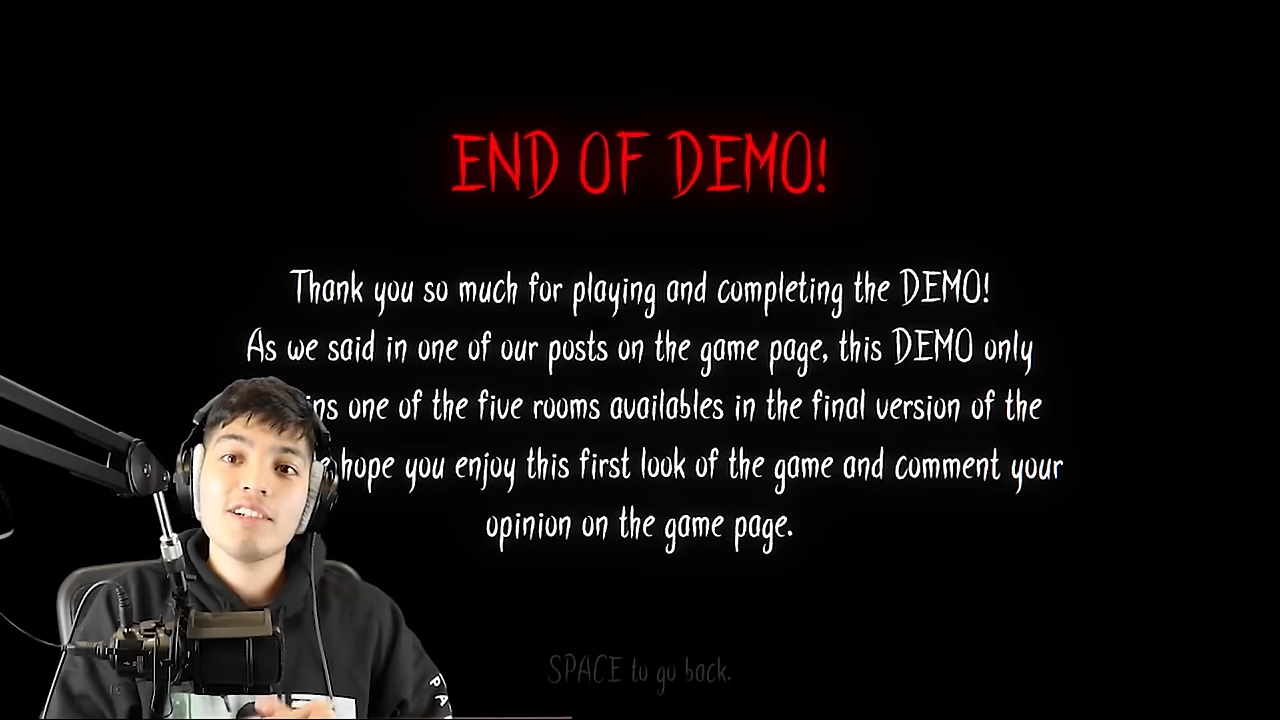 END OF DEMO!
Thank you so much for playing and completing the DEMO!
As we said in one of our posts on the game page, this DEMO only
one of the five rooms availables in the final version of the
hope you enjoy this first look of the game and comment your
opinion on the game page.
SPACE to go back.